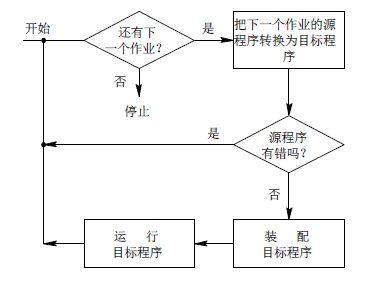 开始
还有下
一个作业？
是
把下一个作业的源
程序转换为目标程
序
否
停止
是
源程序
有错吗？
否
运 行
目标程序
装 配
目标程序